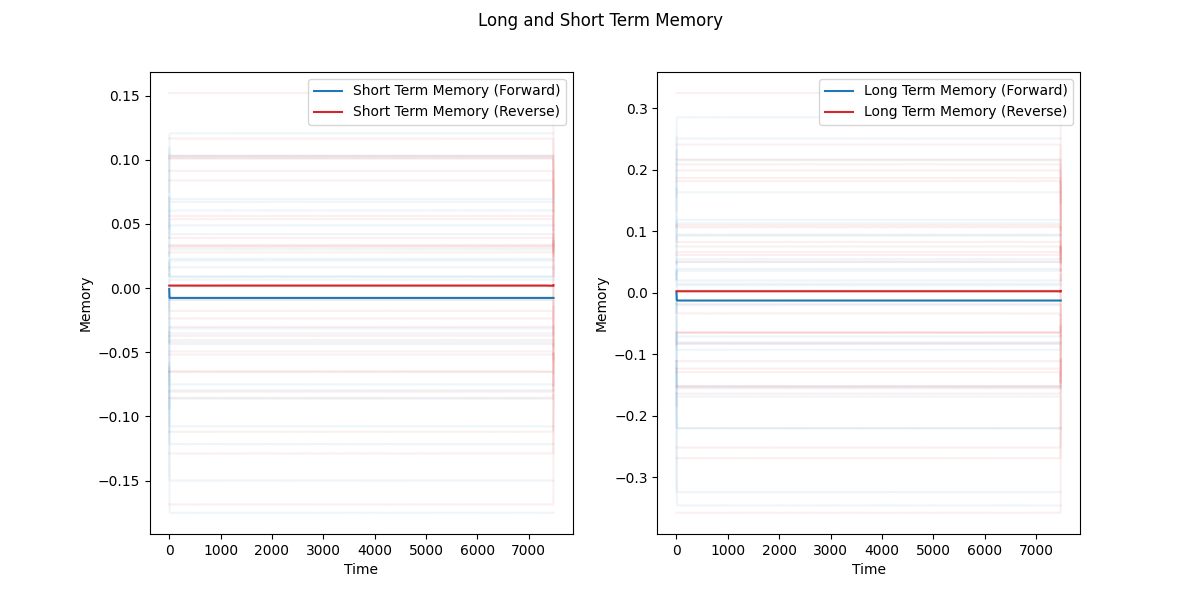 Long and Short Term Memory
Short Term Memory (Forward)
Short Term Memory (Reverse)
0.15
0.10
0.05
0.00
−0.05
−0.10
−0.15
Memory
0 1000 2000 3000 4000 5000 6000 7000
Time
Long Term Memory (Forward)
Long Term Memory (Reverse)
0.3
0.2
0.1
0.0
−0.1
−0.2
−0.3
Memory
0 1000 2000 3000 4000 5000 6000 7000
Time